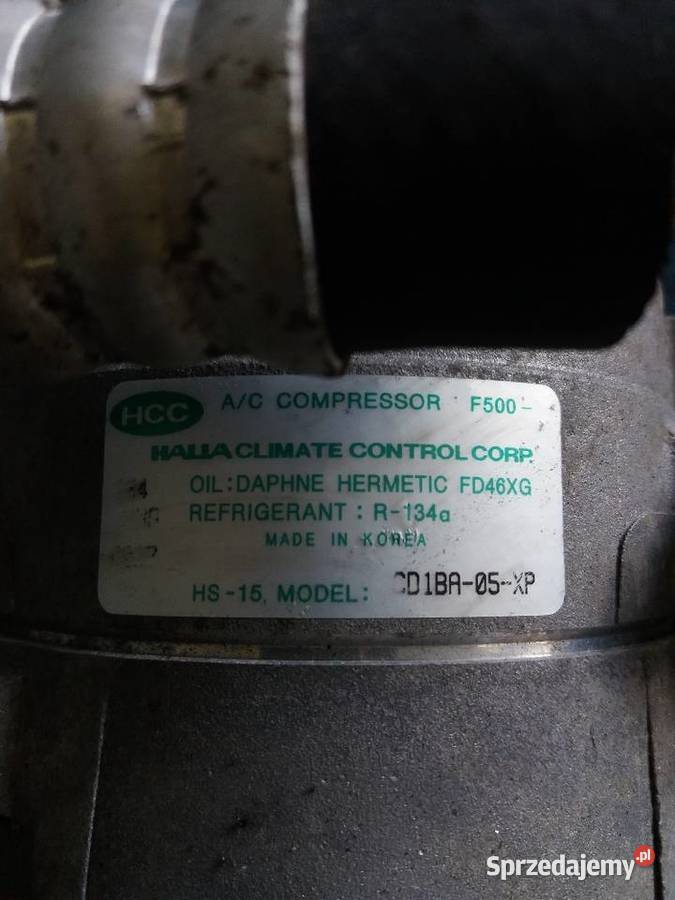 HCC A/C COMPRESSOR F500-
HALLA CLIMATE CONTROL CORP.
OIL:DAPHNE HERMETIC FD46XG
REFRIGERANT : R-134a
MADE IN KOREA
HS-15, MODEL: CD1BA-05-XP
Sprzedajemy.pl